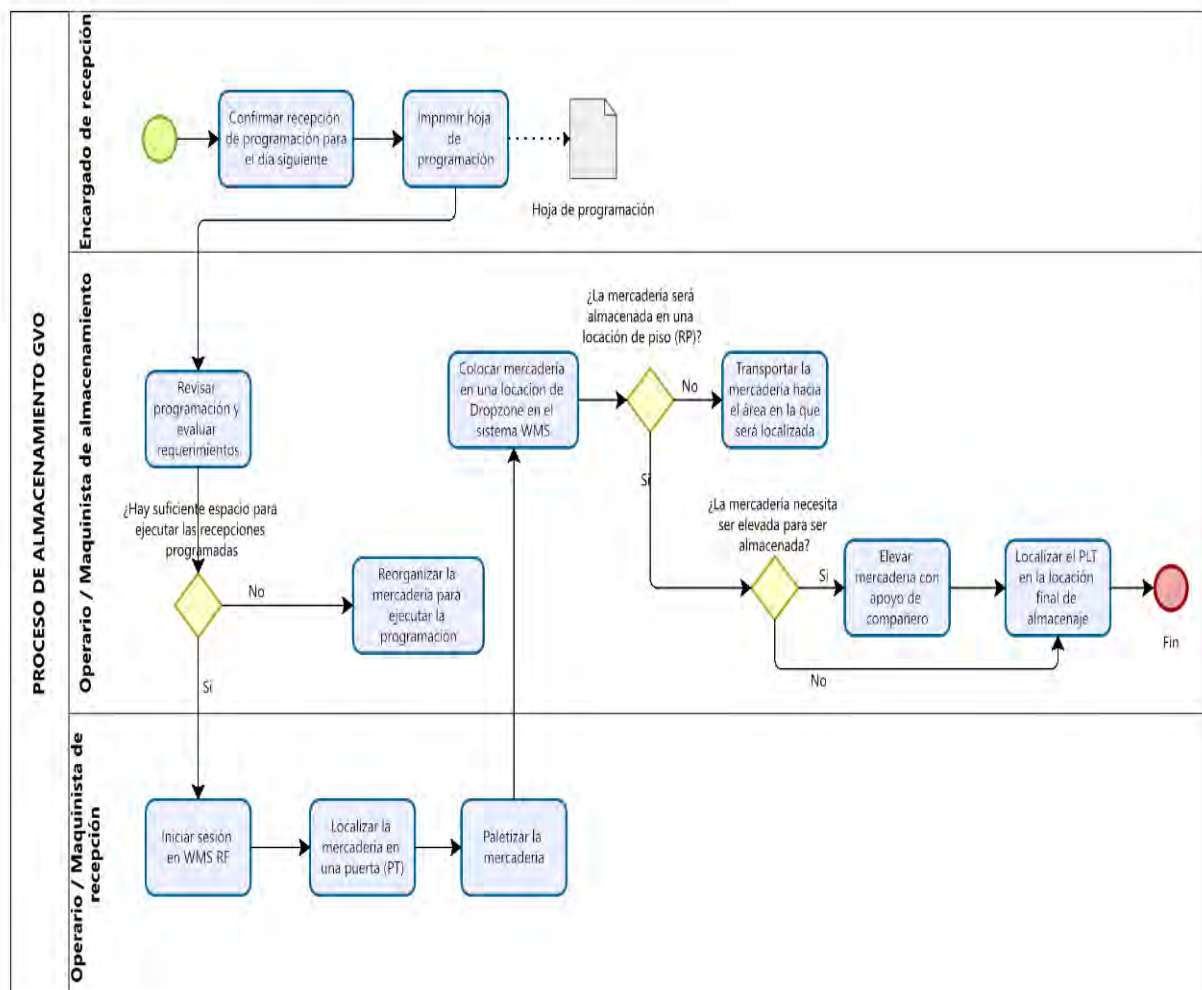 PROCESO DE ALMACENAMIENTO GVO
Encargado de recepción
Confirmar recepción
de programación para
el día siguiente
Imprimir hoja
de
programación
Hoja de programación
Operario / Maquinista de almacenamiento
Revisar
programación y
evaluar
requerimientos
¿Hay suficiente espacio para
ejecutar las recepciones
programadas
No
Reorganizar la
mercadería para
ejecutar la
programación
Si
Colocar mercadería
en una locación de
Dropzone en el
sistema WMS
¿La mercadería será
almacenada en una
locación de piso (RP)?
No
Transportar la
mercadería hacia
el área en la que
será localizada
Si
¿La mercadería necesita
ser elevada para ser
almacenada?
Si
Elevar
mercadería con
apoyo de
compañero
No
Localizar el PLT
en la locación
final de
almacenaje
Fin
Operario / Maquinista de
recepción
Iniciar sesión
en WMS RF
Localizar la
mercadería en
una puerta (PT)
Paletizar la
mercadería